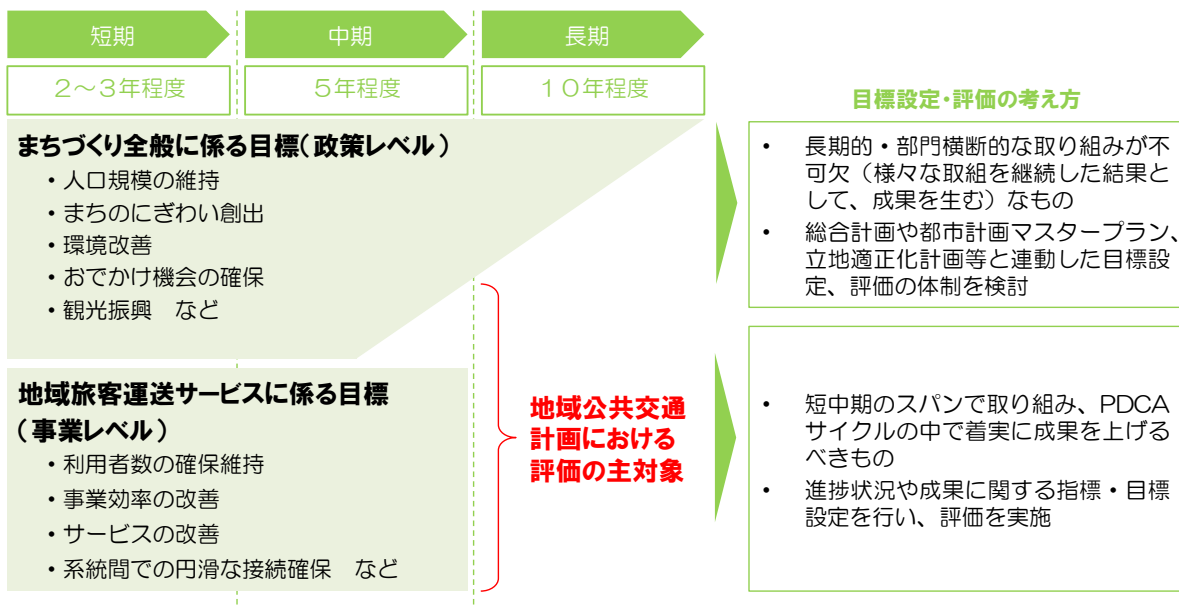 短期
中期
長期
２～３年程度
５年程度
１０年程度
まちづくり全般に係る目標（政策レベル）
・人口規模の維持
・まちのにぎわい創出
・環境改善
・おでかけ機会の確保
・観光振興　など
地域旅客運送サービスに係る目標
（事業レベル）
・利用者数の確保維持
・事業効率の改善
・サービスの改善
・系統間での円滑な接続確保　など
地域公共交通
計画における
評価の主対象
目標設定・評価の考え方
• 長期的・部門横断的な取り組みが不
可欠（様々な取組を継続した結果と
して、成果を生む）なもの
• 総合計画や都市計画マスタープラン、
立地適正化計画等と連動した目標設
定、評価の体制を検討
• 短中期のスパンで取り組み、PDCA
サイクルの中で着実に成果を上げる
べきもの
• 進捗状況や成果に関する指標・目標
設定を行い、評価を実施